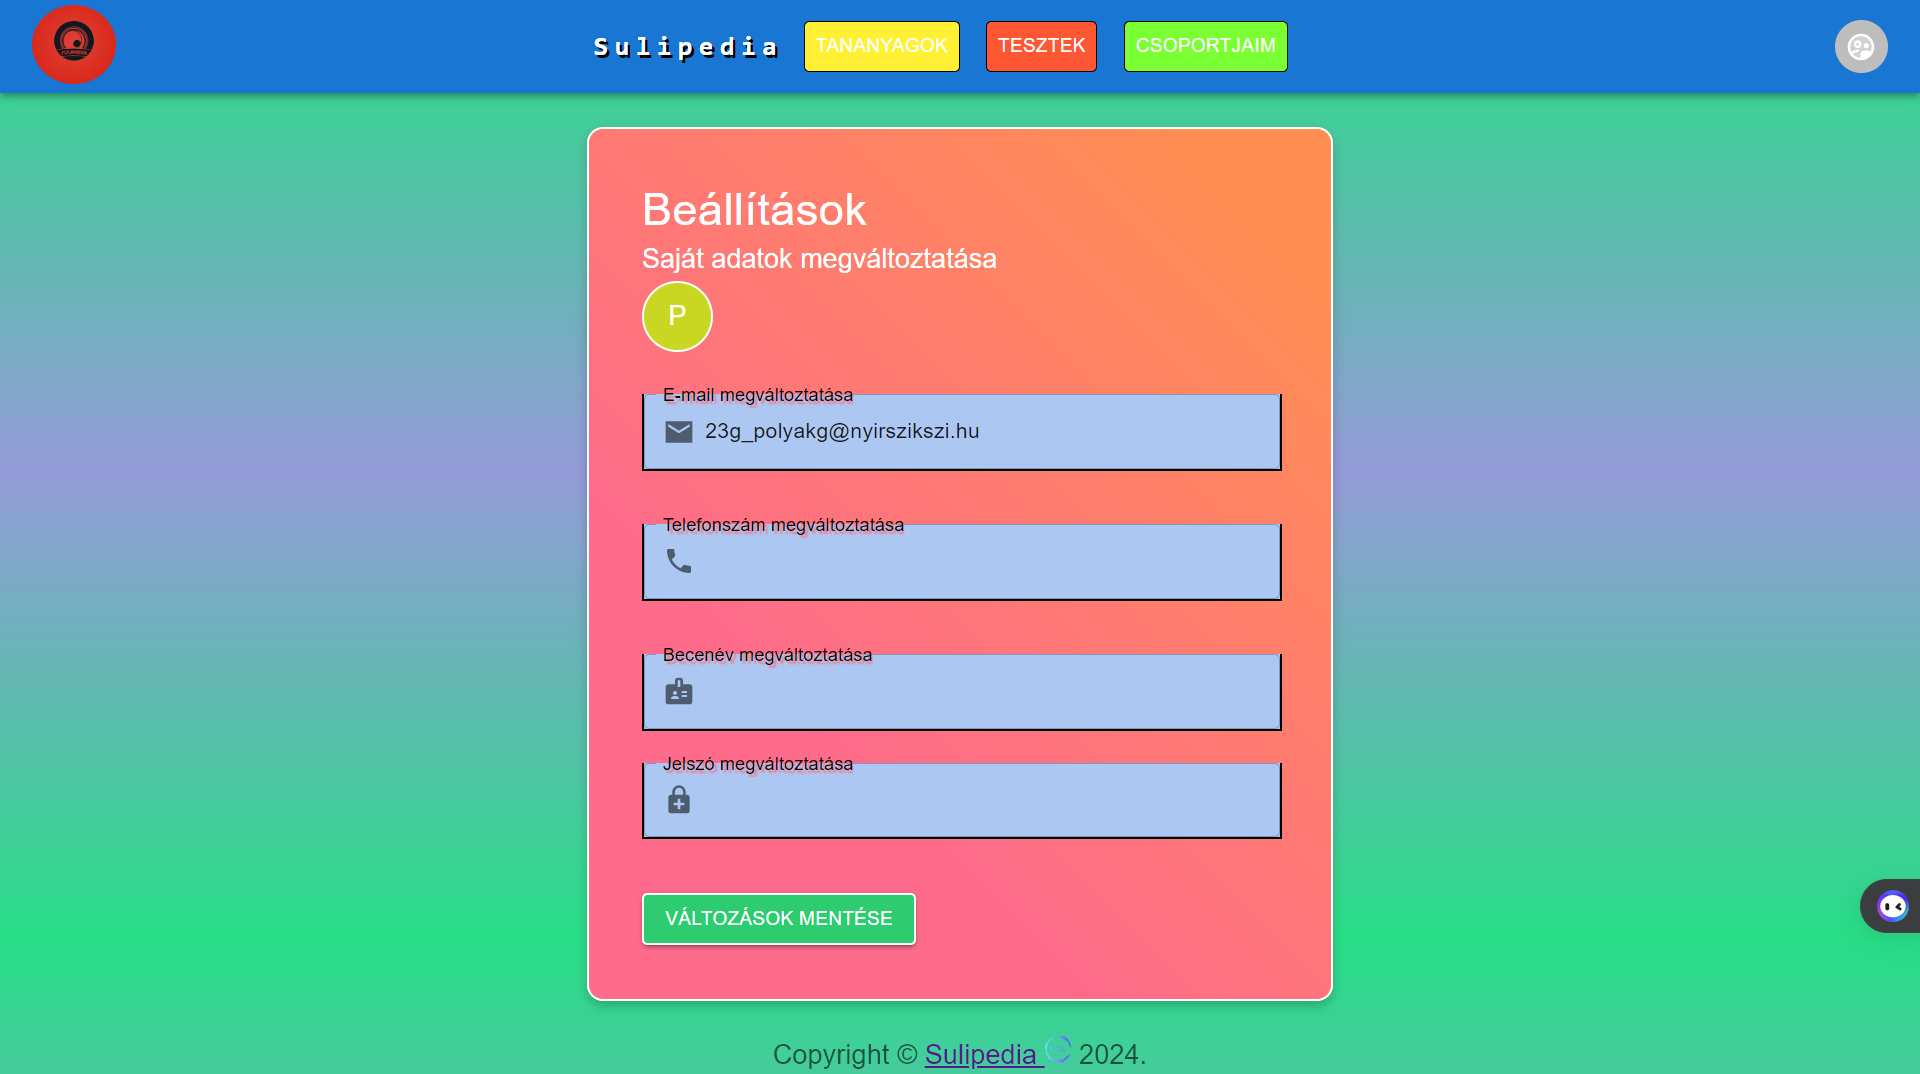 Sulipedia TANANYAGOK TESZTEK CSOPORTJAIM
Beállítások
Saját adatok megváltoztatása
P
E-mail megváltoztatása
23g_polyakg@nyirszikszi.hu
Telefonszám megváltoztatása
Becenév megváltoztatása
Jelszó megváltoztatása
VÁLTOZÁSOK MENTÉSE
Copyright © Sulipedia 2024.